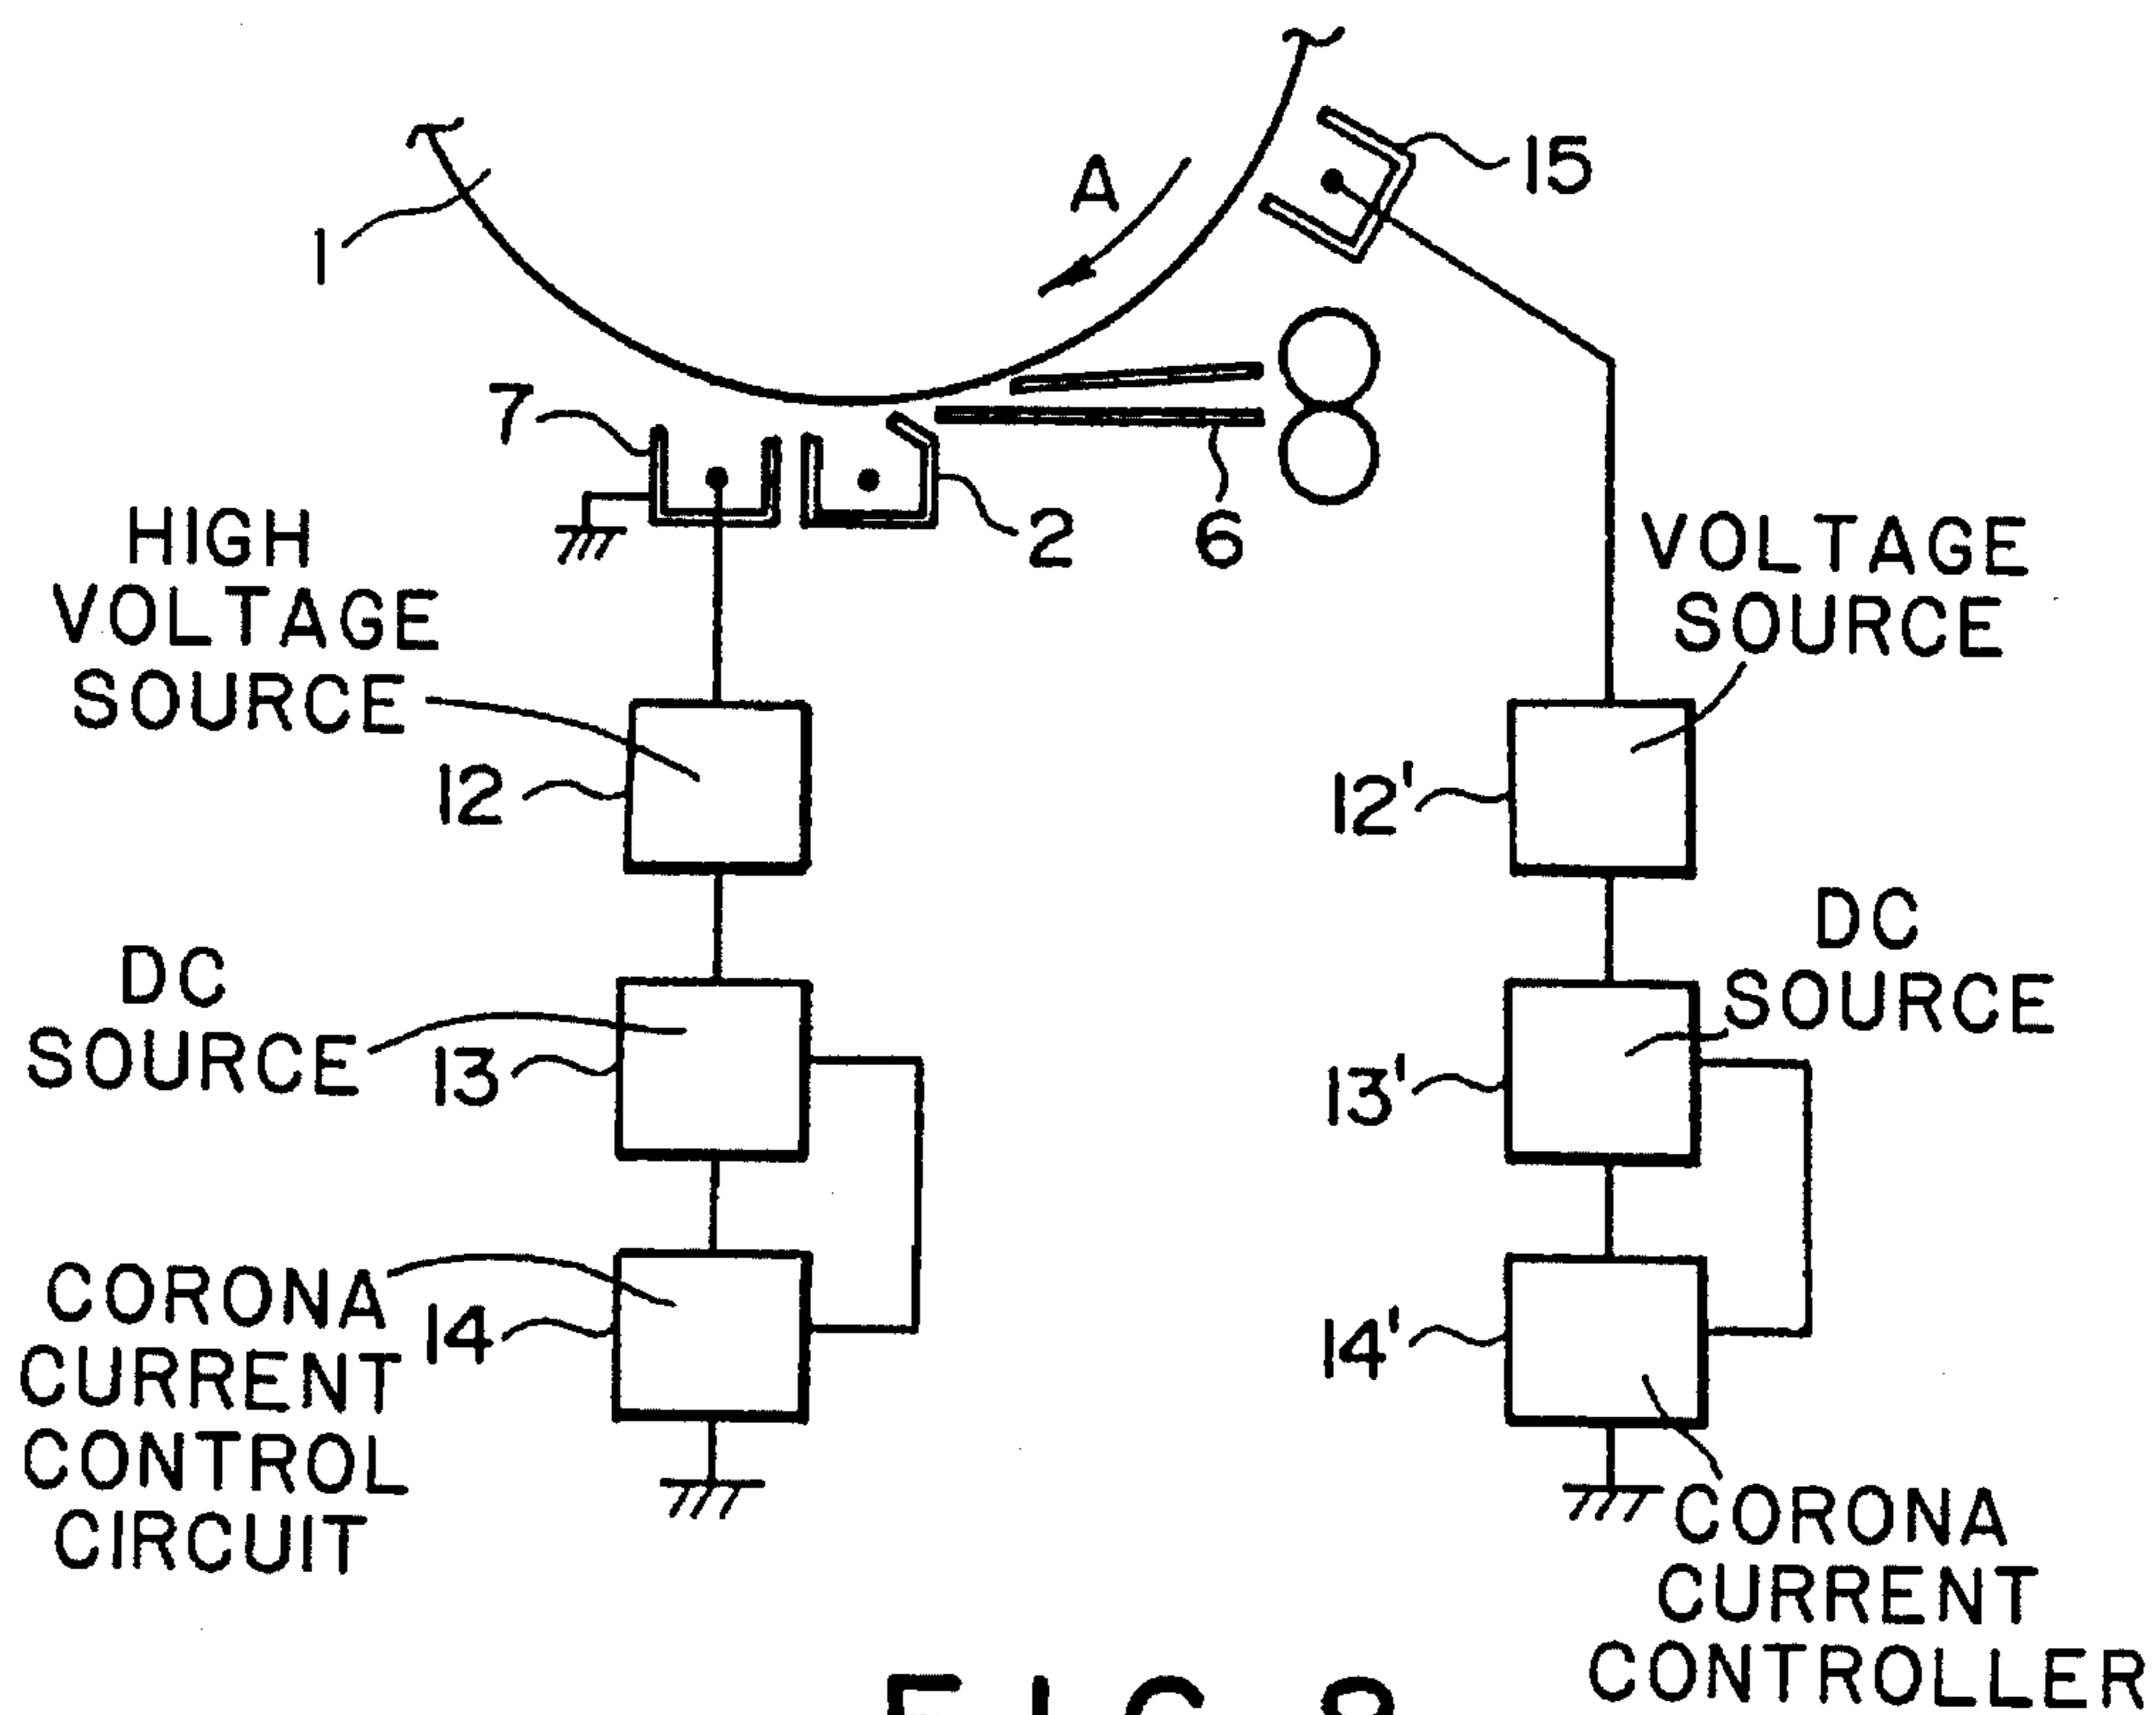 A
15
1
7
2
6
HIGH
VOLTAGE
SOURCE
VOLTAGE
SOURCE
12
12'
DC
SOURCE
DC
SOURCE
13
13'
CORONA
CURRENT
CONTROL
CIRCUIT
14
14'
CORONA
CURRENT
CONTROLLER